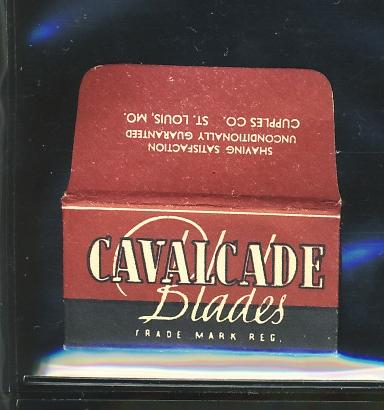 SHAVING SATISFACTION
UNCONDITIONALLY GUARANTEED
CUPPLES CO. ST. LOUIS, MO.
CAVALCADE
Blades
TRADE MARK REG.